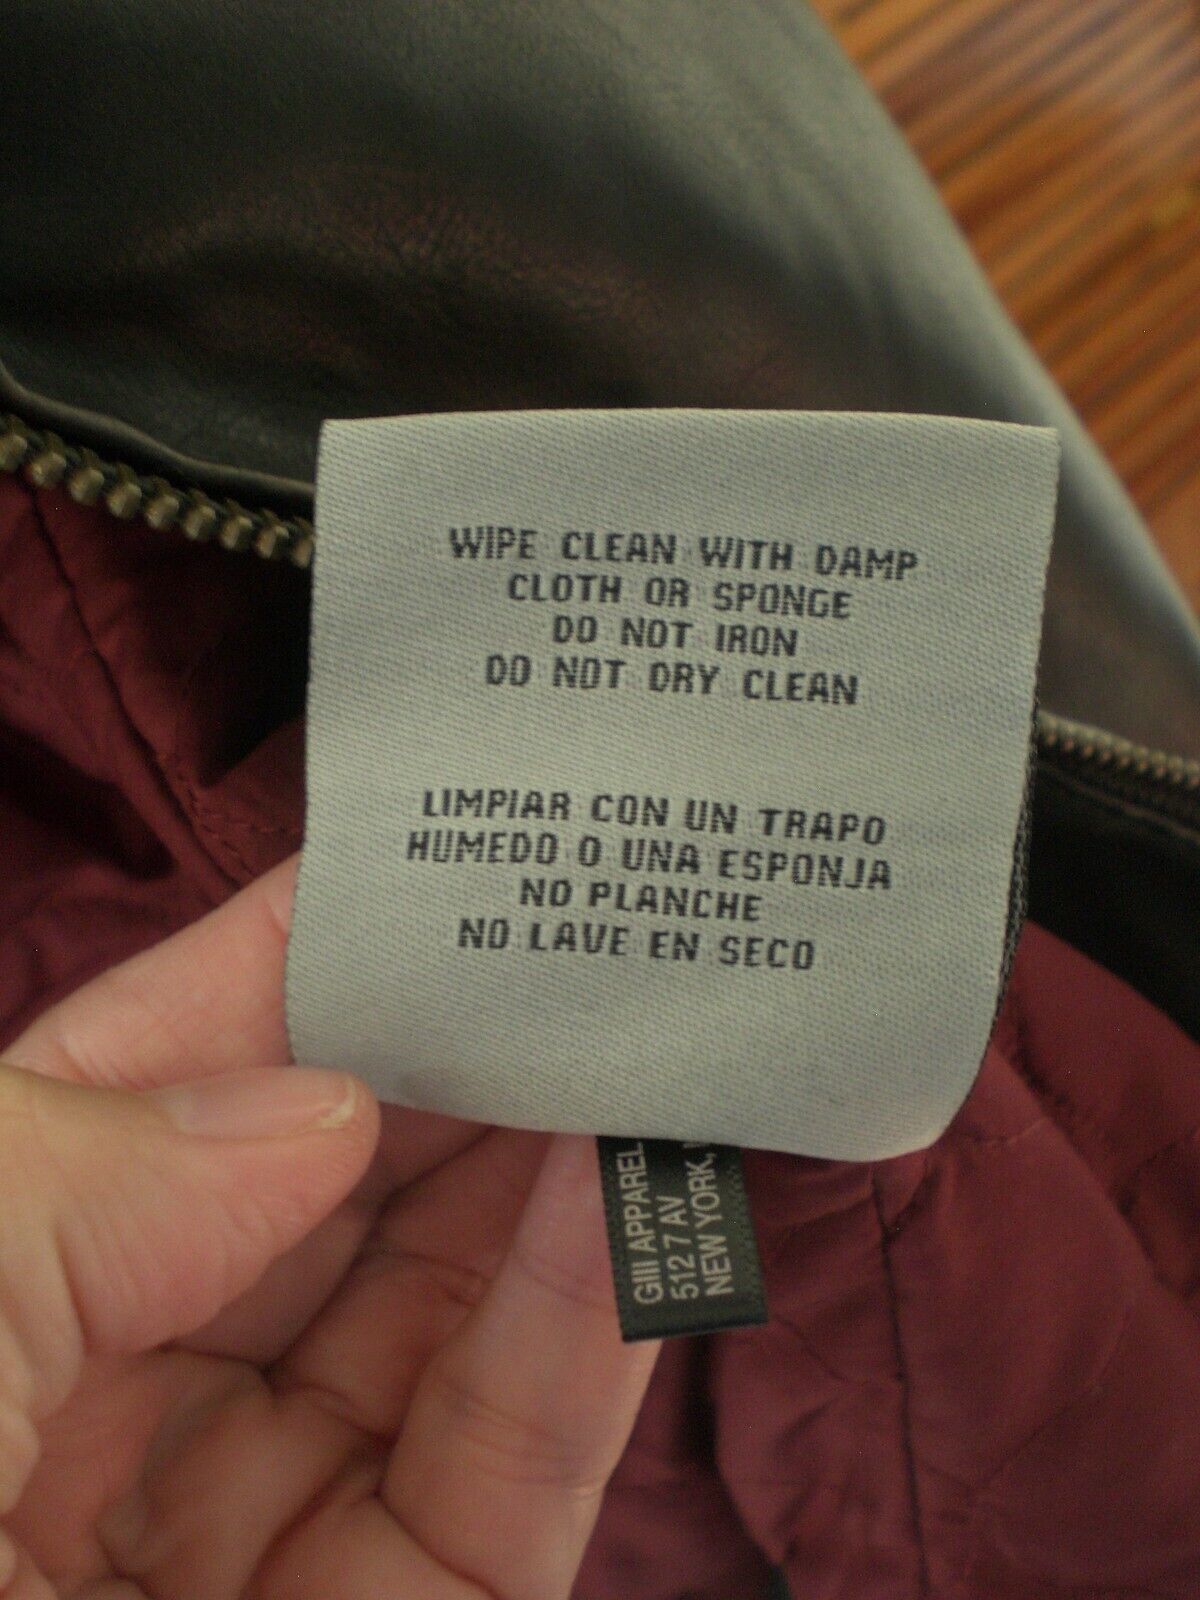 WIPE CLEAN WITH DAMP
CLOTH OR SPONGE
DO NOT IRON
DO NOT DRY CLEAN
LIMPIAR CON UN TRAPO
HUMEDO O UNA ESPONJA
NO PLANCHE
NO LAVE EN SECO
GIII APPAREL
512 7 AV
NEW YORK,